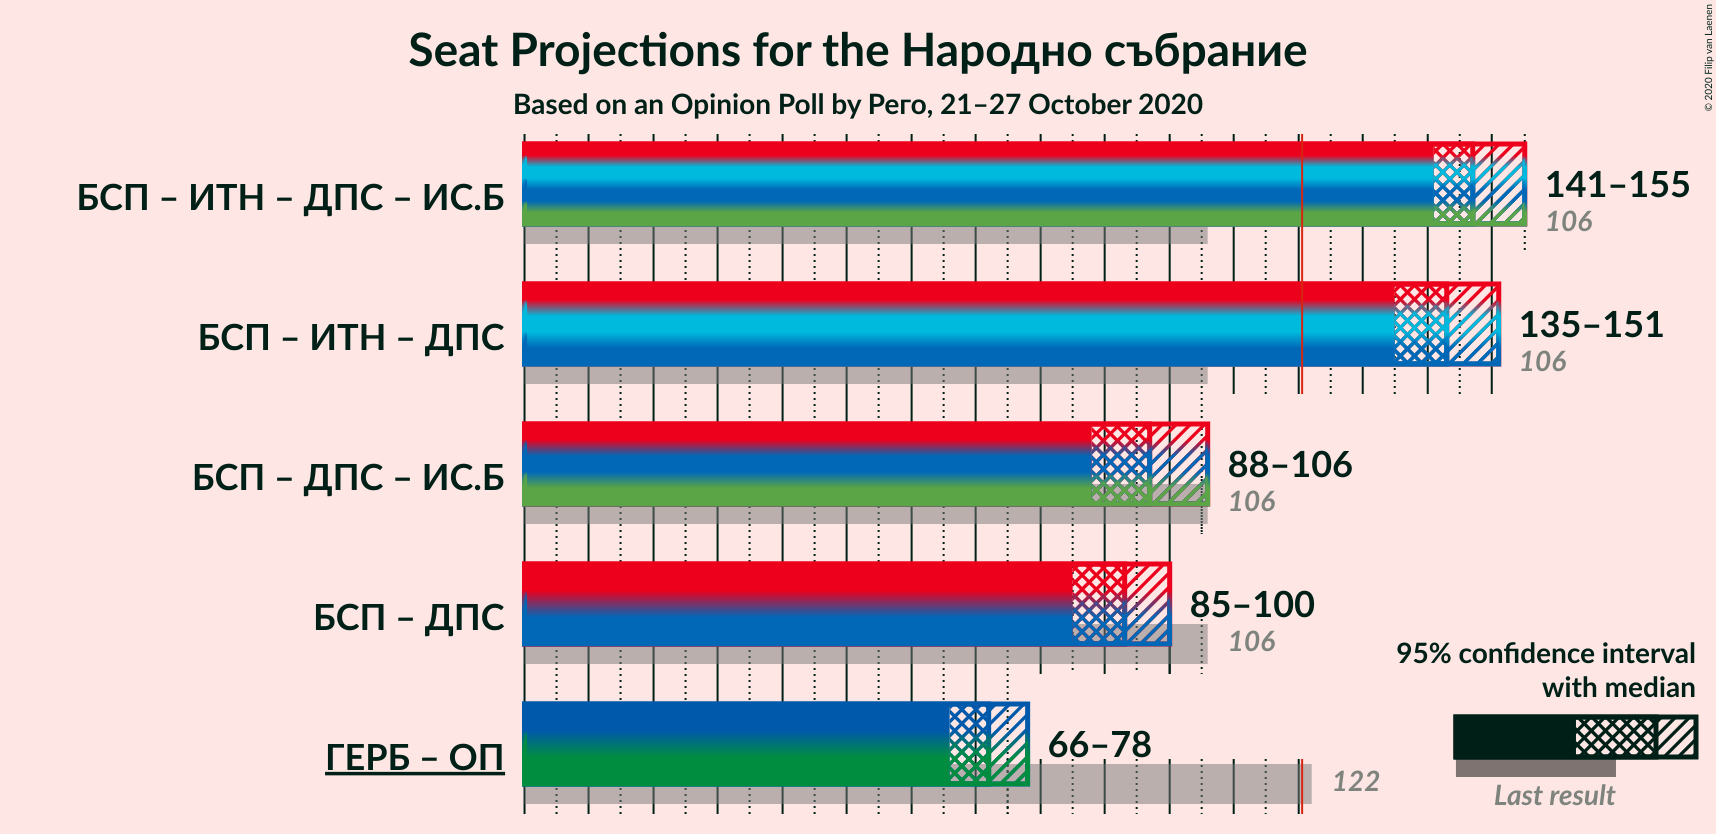 Seat Projections for the Народно събрание
Based on an Opinion Poll by Pero, 21–27 October 2020
© 2020 Filip van Laenen
БСП – ИТН – ДПС – ИС.Б
141–155
106
БСП – ИТН – ДПС
135–151
106
БСП – ДПС – ИС.Б
88–106
106
БСП – ДПС
85–100
106
ГЕРБ – ОП
66–78
122
95% confidence interval
with median
Last result